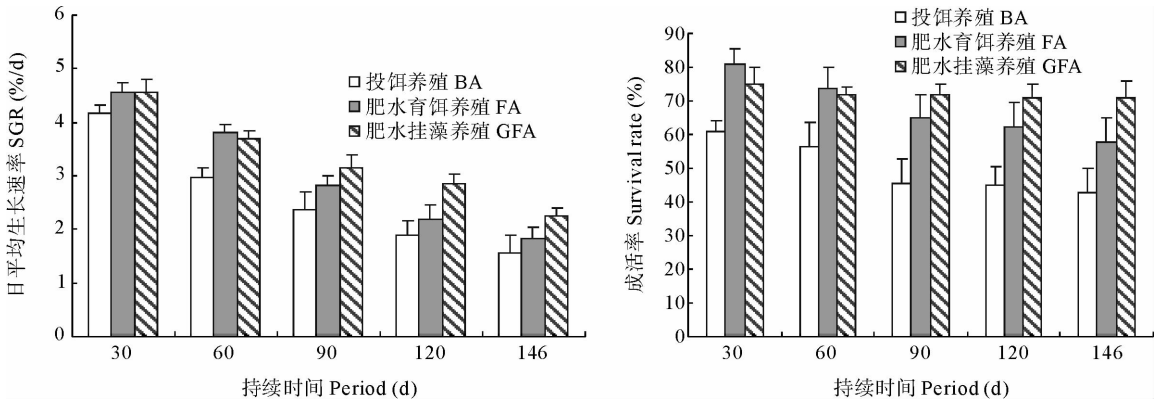 日平均生长速率 SGR (%/d)
6
5
4
3
2
1
0
投饵养殖 BA
肥水育饵养殖 FA
肥水挂藻养殖 GFA
30 60 90 120 146
持续时间 Period (d)
成活率 Survival rate (%)
90
80
70
60
50
40
30
20
10
0
投饵养殖 BA
肥水育饵养殖 FA
肥水挂藻养殖 GFA
30 60 90 120 146
持续时间 Period (d)